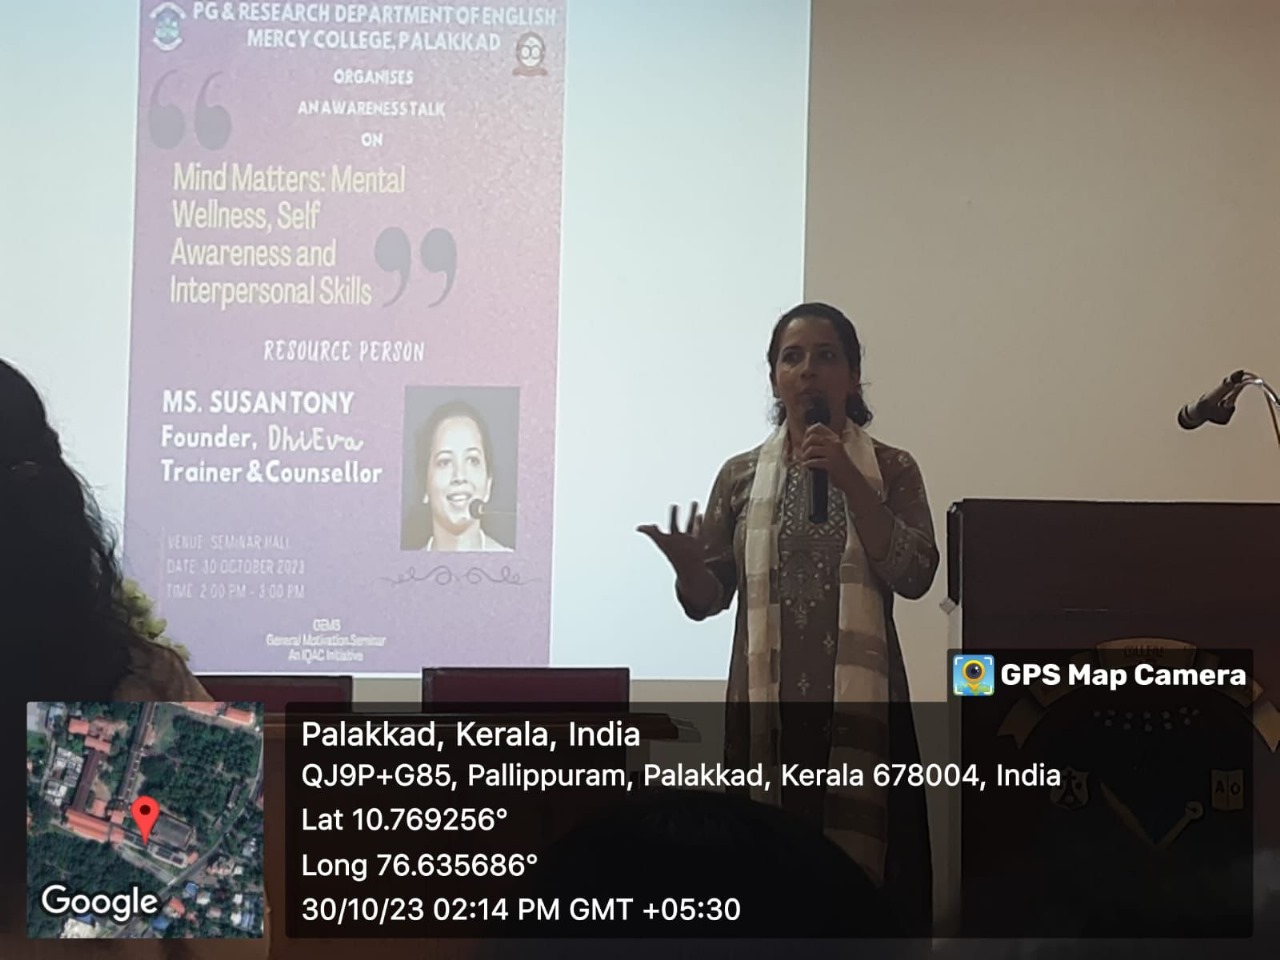 PG & RESEARCH DEPARTMENT OF ENGLISH
MERCY COLLEGE, PALAKKAD
ORGANISES
AN AWARENESS TALK
ON
Mind Matters: Mental
Wellness, Self
Awareness and
Interpersonal Skills
RESOURCE PERSON
MS. SUSAN TONY
Founder, DhiEva
Trainer & Counsellor
VENUE: SEMINAR HALL
DATE: 30 OCTOBER 2023
TIME: 2:00 PM - 3:00 PM
GEMS
General Motivation Seminar
An IQAC Initiative
GPS Map Camera
Palakkad, Kerala, India
QJ9P+G85, Pallippuram, Palakkad, Kerala 678004, India
Lat 10.769256°
Long 76.635686°
30/10/23 02:14 PM GMT +05:30
Google